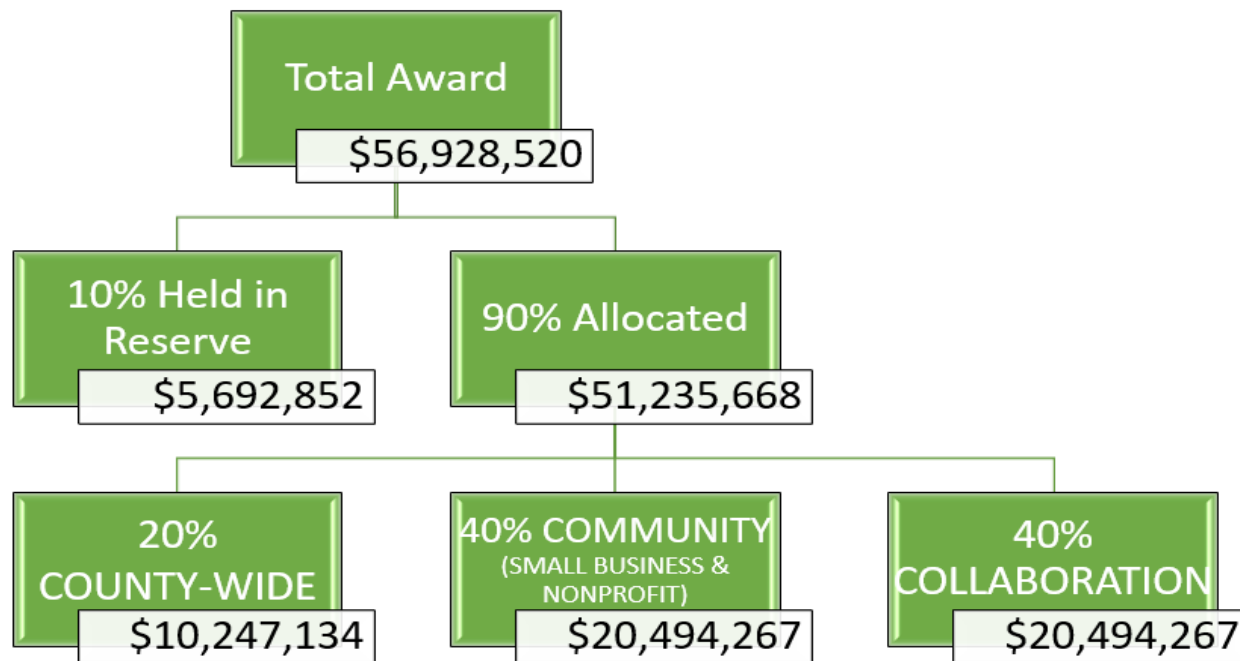 Total Award
$56,928,520
10% Held in
Reserve
$5,692,852
90% Allocated
$51,235,668
20%
COUNTY-WIDE
$10,247,134
40% COMMUNITY
(SMALL BUSINESS &
NONPROFIT)
$20,494,267
40%
COLLABORATION
$20,494,267